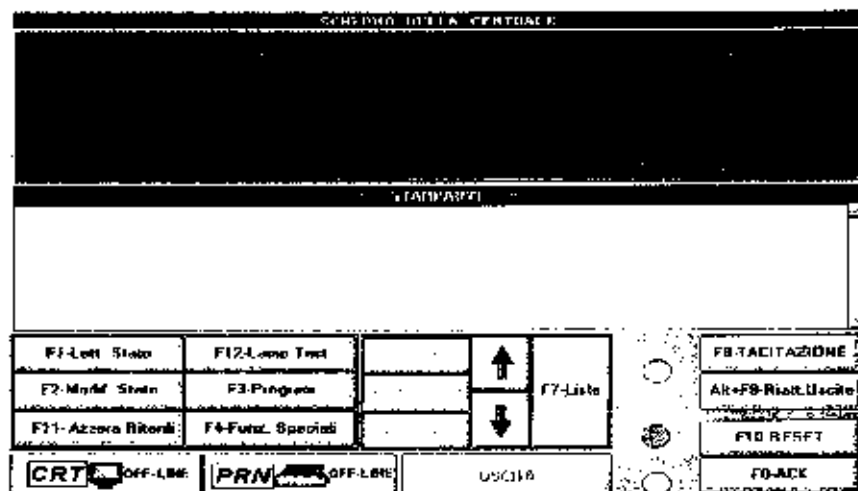 SCHERMO DELLA CENTRALE
STAMPANTE
F1-Lett. Stato
F12-Lamp Test
F7-Liste
F8-TACITAZIONE
F2-Modif. Stato
F3-Program
Alt+F8-Riatt.Uscite
F11- Azzera Ritardi
F4-Funz. Speciali
F10 RESET
CRT OFF-LINE
PRN OFF-LINE
USCITA
F9-ACK